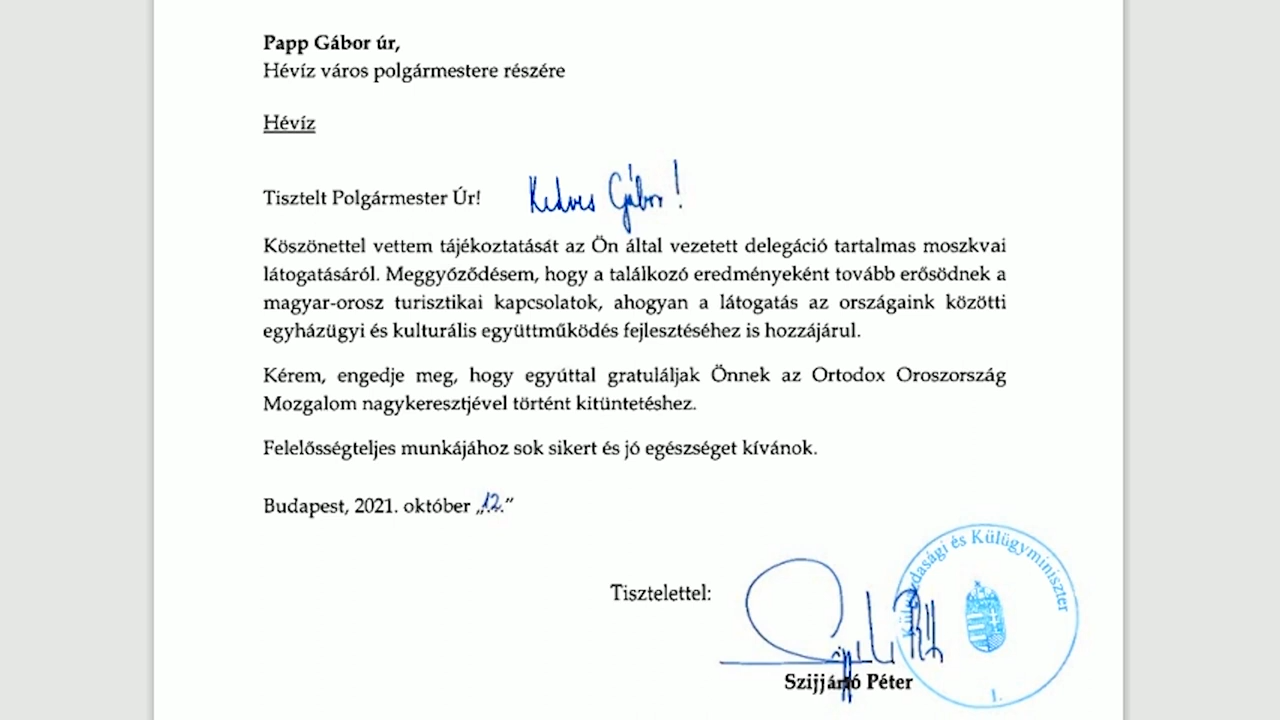 Papp Gábor úr,
Hévíz város polgármestere részére
Hévíz
Tisztelt Polgármester Úr! Kedves Gábor!
Köszönettel vettem tájékoztatását az Ön által vezetett delegáció tartalmas moszkvai
látogatásáról. Meggyőződésem, hogy a találkozó eredményeként tovább erősödnek a
magyar-orosz turisztikai kapcsolatok, ahogyan a látogatás az országaink közötti
egyházügyi és kulturális együttműködés fejlesztéséhez is hozzájárul.
Kérem, engedje meg, hogy egyúttal gratuláljak Önnek az Ortodox Oroszország
Mozgalom nagykeresztjével történt kitüntetéshez.
Felelősségteljes munkájához sok sikert és jó egészséget kívánok.
Budapest, 2021. október „12.”
Tisztelettel:
Külgazdasági és Külügyminiszter
Szijjártó Péter
1.